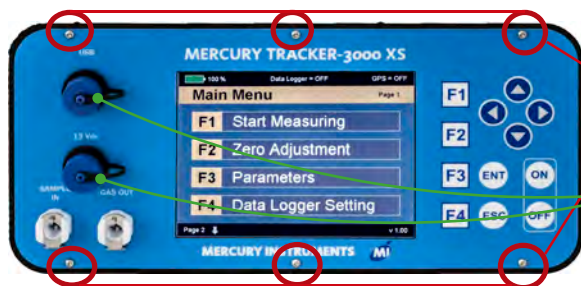 USB
MERCURY TRACKER-3000 XS
100 %
Data Logger = OFF
GPS = OFF
Main Menu
Page 1
F1 Start Measuring
F2 Zero Adjustment
F3 Parameters
F4 Data Logger Setting
Page 2
v 1.00
12 Vdc
SAMPLE IN
GAS OUT
F1
F2
F3 ENT ON
F4 ESC OFF
MERCURY INSTRUMENTS MI